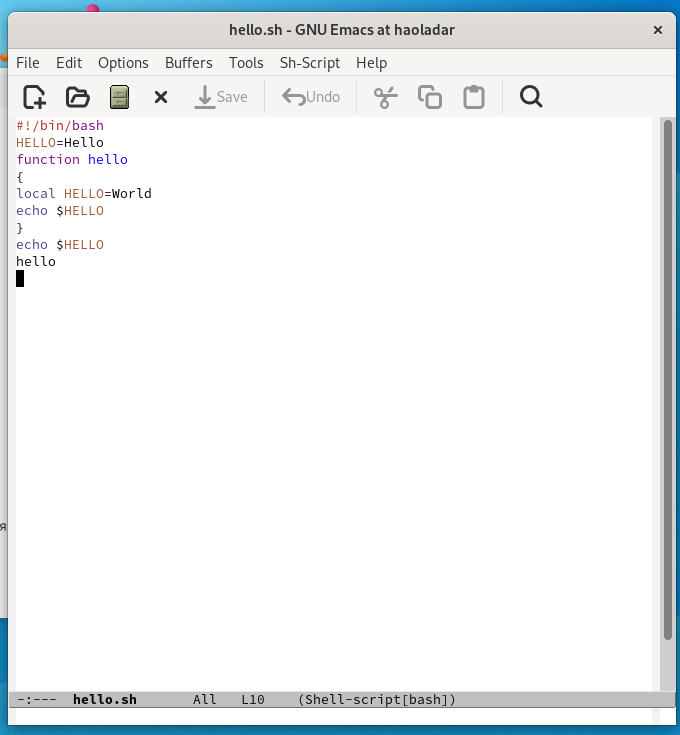 hello.sh - GNU Emacs at haoladar
File Edit Options Buffers Tools Sh-Script Help
Save Undo
#!/bin/bash
HELLO=Hello
function hello
{
local HELLO=World
echo $HELLO
}
echo $HELLO
hello
я
-:--- hello.sh All L10 (Shell-script[bash])